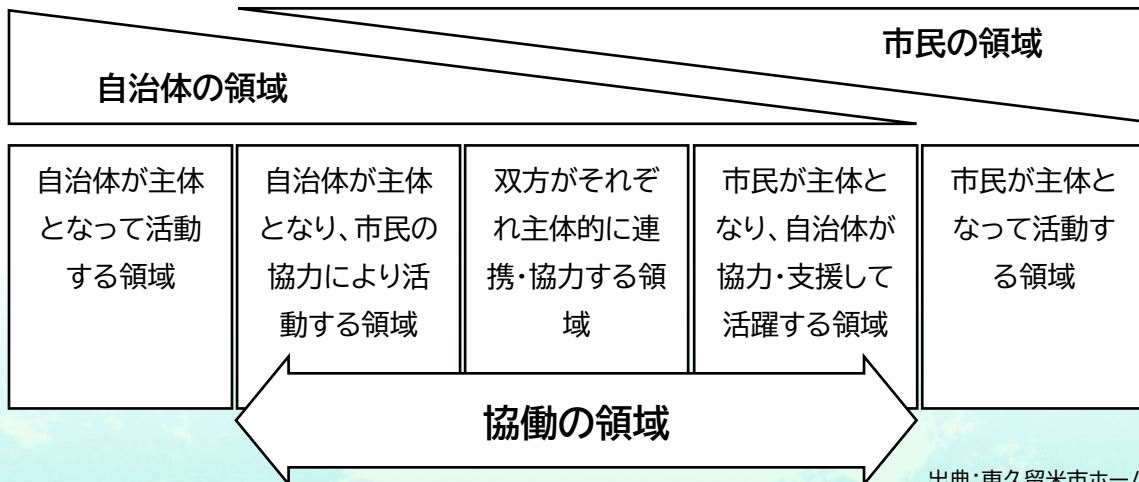 市民の領域
自治体の領域
自治体が主体
となって活動
する領域
自治体が主体
となり、市民の
協力により活
動する領域
双方がそれぞ
れ主体的に連
携・協力する領
域
市民が主体と
なり、自治体が
協力・支援して
活躍する領域
市民が主体と
なって活動す
る領域
協働の領域
出典：東久留米市ホーム